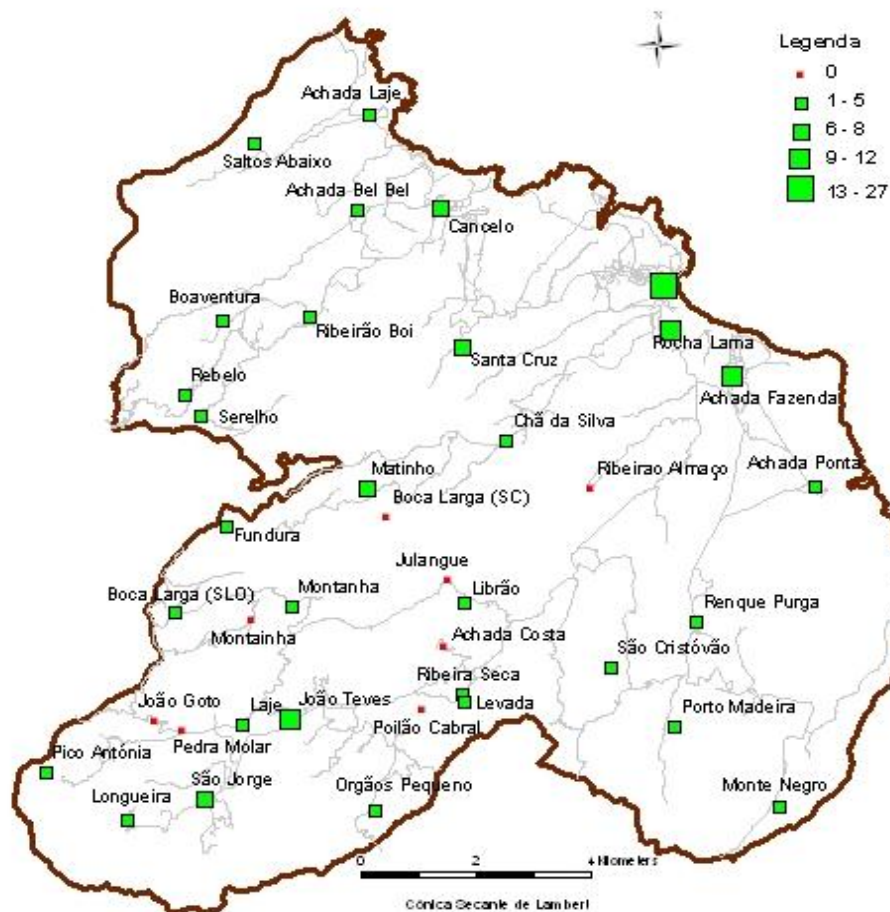 N
Legenda
0
1 - 5
6 - 8
9 - 12
13 - 27
Achada Laje
Saltos Abaixo
Achada Bel Bel
Cancelo
Boaventura
Ribeirão Boi
Santa Cruz
Rocha Lama
Rebelo
Serelho
Achada Fazenda
Chã da Silva
Matinho
Ribeirao Almaço
Achada Ponta
Boca Larga (SC)
Fundura
Julangue
Librão
Boca Larga (SLO)
Montanha
Montainha
Renque Purga
Achada Costa
São Cristóvão
Ribeira Seca
Levada
João Goto
Laje
João Teves
Poilão Cabral
Porto Madeira
Pedra Molar
Pico Antónia
São Jorge
Longueira
Orgãos Pequeno
Monte Negro
0 2 4 Kilometers
Cónica Secante de Lambert